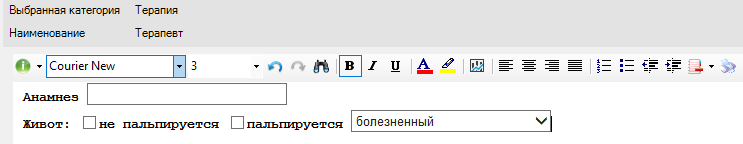 Выбранная категория Терапия
Наименование Терапевт
Courier New 3 B I U A
Анамнез
Живот: не пальпируется пальпируется болезненный